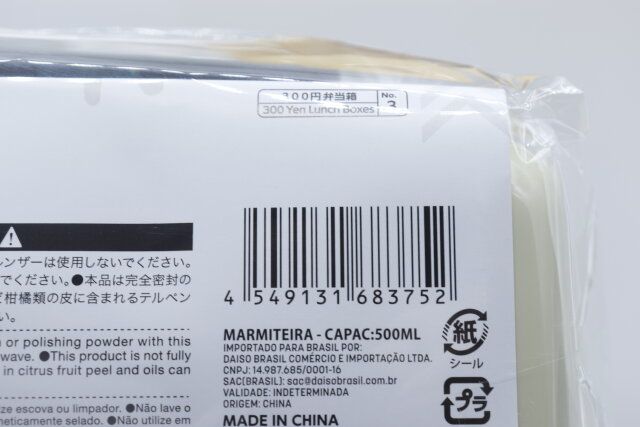 300円弁当箱 No.
300 Yen Lunch Boxes 3
レンザーは使用しないでください。
でください。●本品は完全密封の
ど柑橘類の皮に含まれるテルペン
い。
or polishing powder with
wave. ●This product is not fully
in citrus fruit peel and oils can
ze escova ou limpador. ●Não lave o
neticamente selado. ●Não utilize em
4 549131 683752
MARMITEIRA - CAPAC:500ML
IMPORTADO PARA BRASIL POR:
DAISO BRASIL COMÉRCIO E IMPORTAÇÃO LTDA.
CNPJ: 14.987.685/0001-16
SAC(BRASIL): sac@daisobrasil.com.br
VALIDADE: INDETERMINADA
ORIGEM: CHINA
MADE IN CHINA
紙
シール
プラ